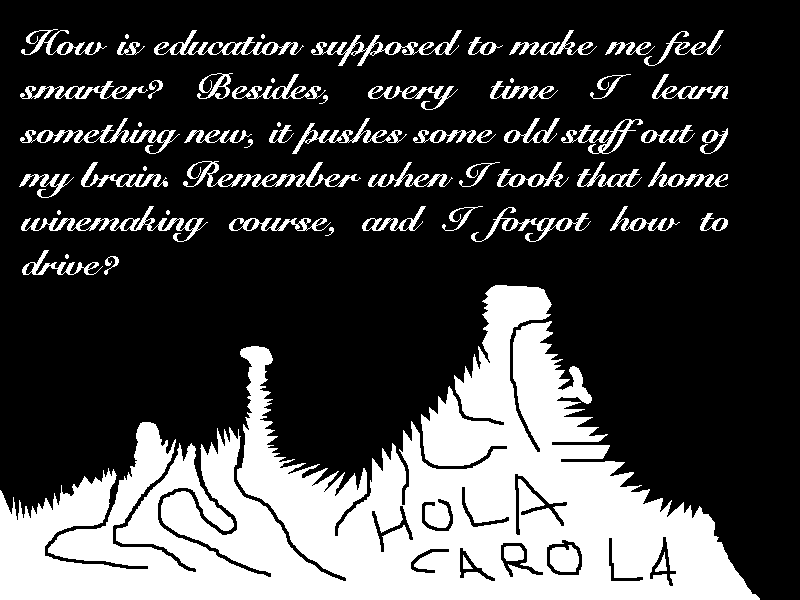 How is education supposed to make me feel
smarter? Besides, every time I learn
something new, it pushes some old stuff out of
my brain. Remember when I took that home
winemaking course, and I forgot how to
drive?
HOLA
CAROLA